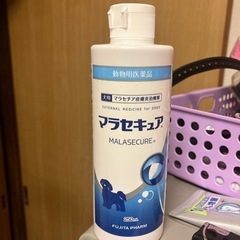 動物用医薬品
犬用 マラセチア皮膚炎治療薬
EXTERNAL MEDICINE for DOGS
マラセキュア®
MALASECURE®
FUJITA PHARM